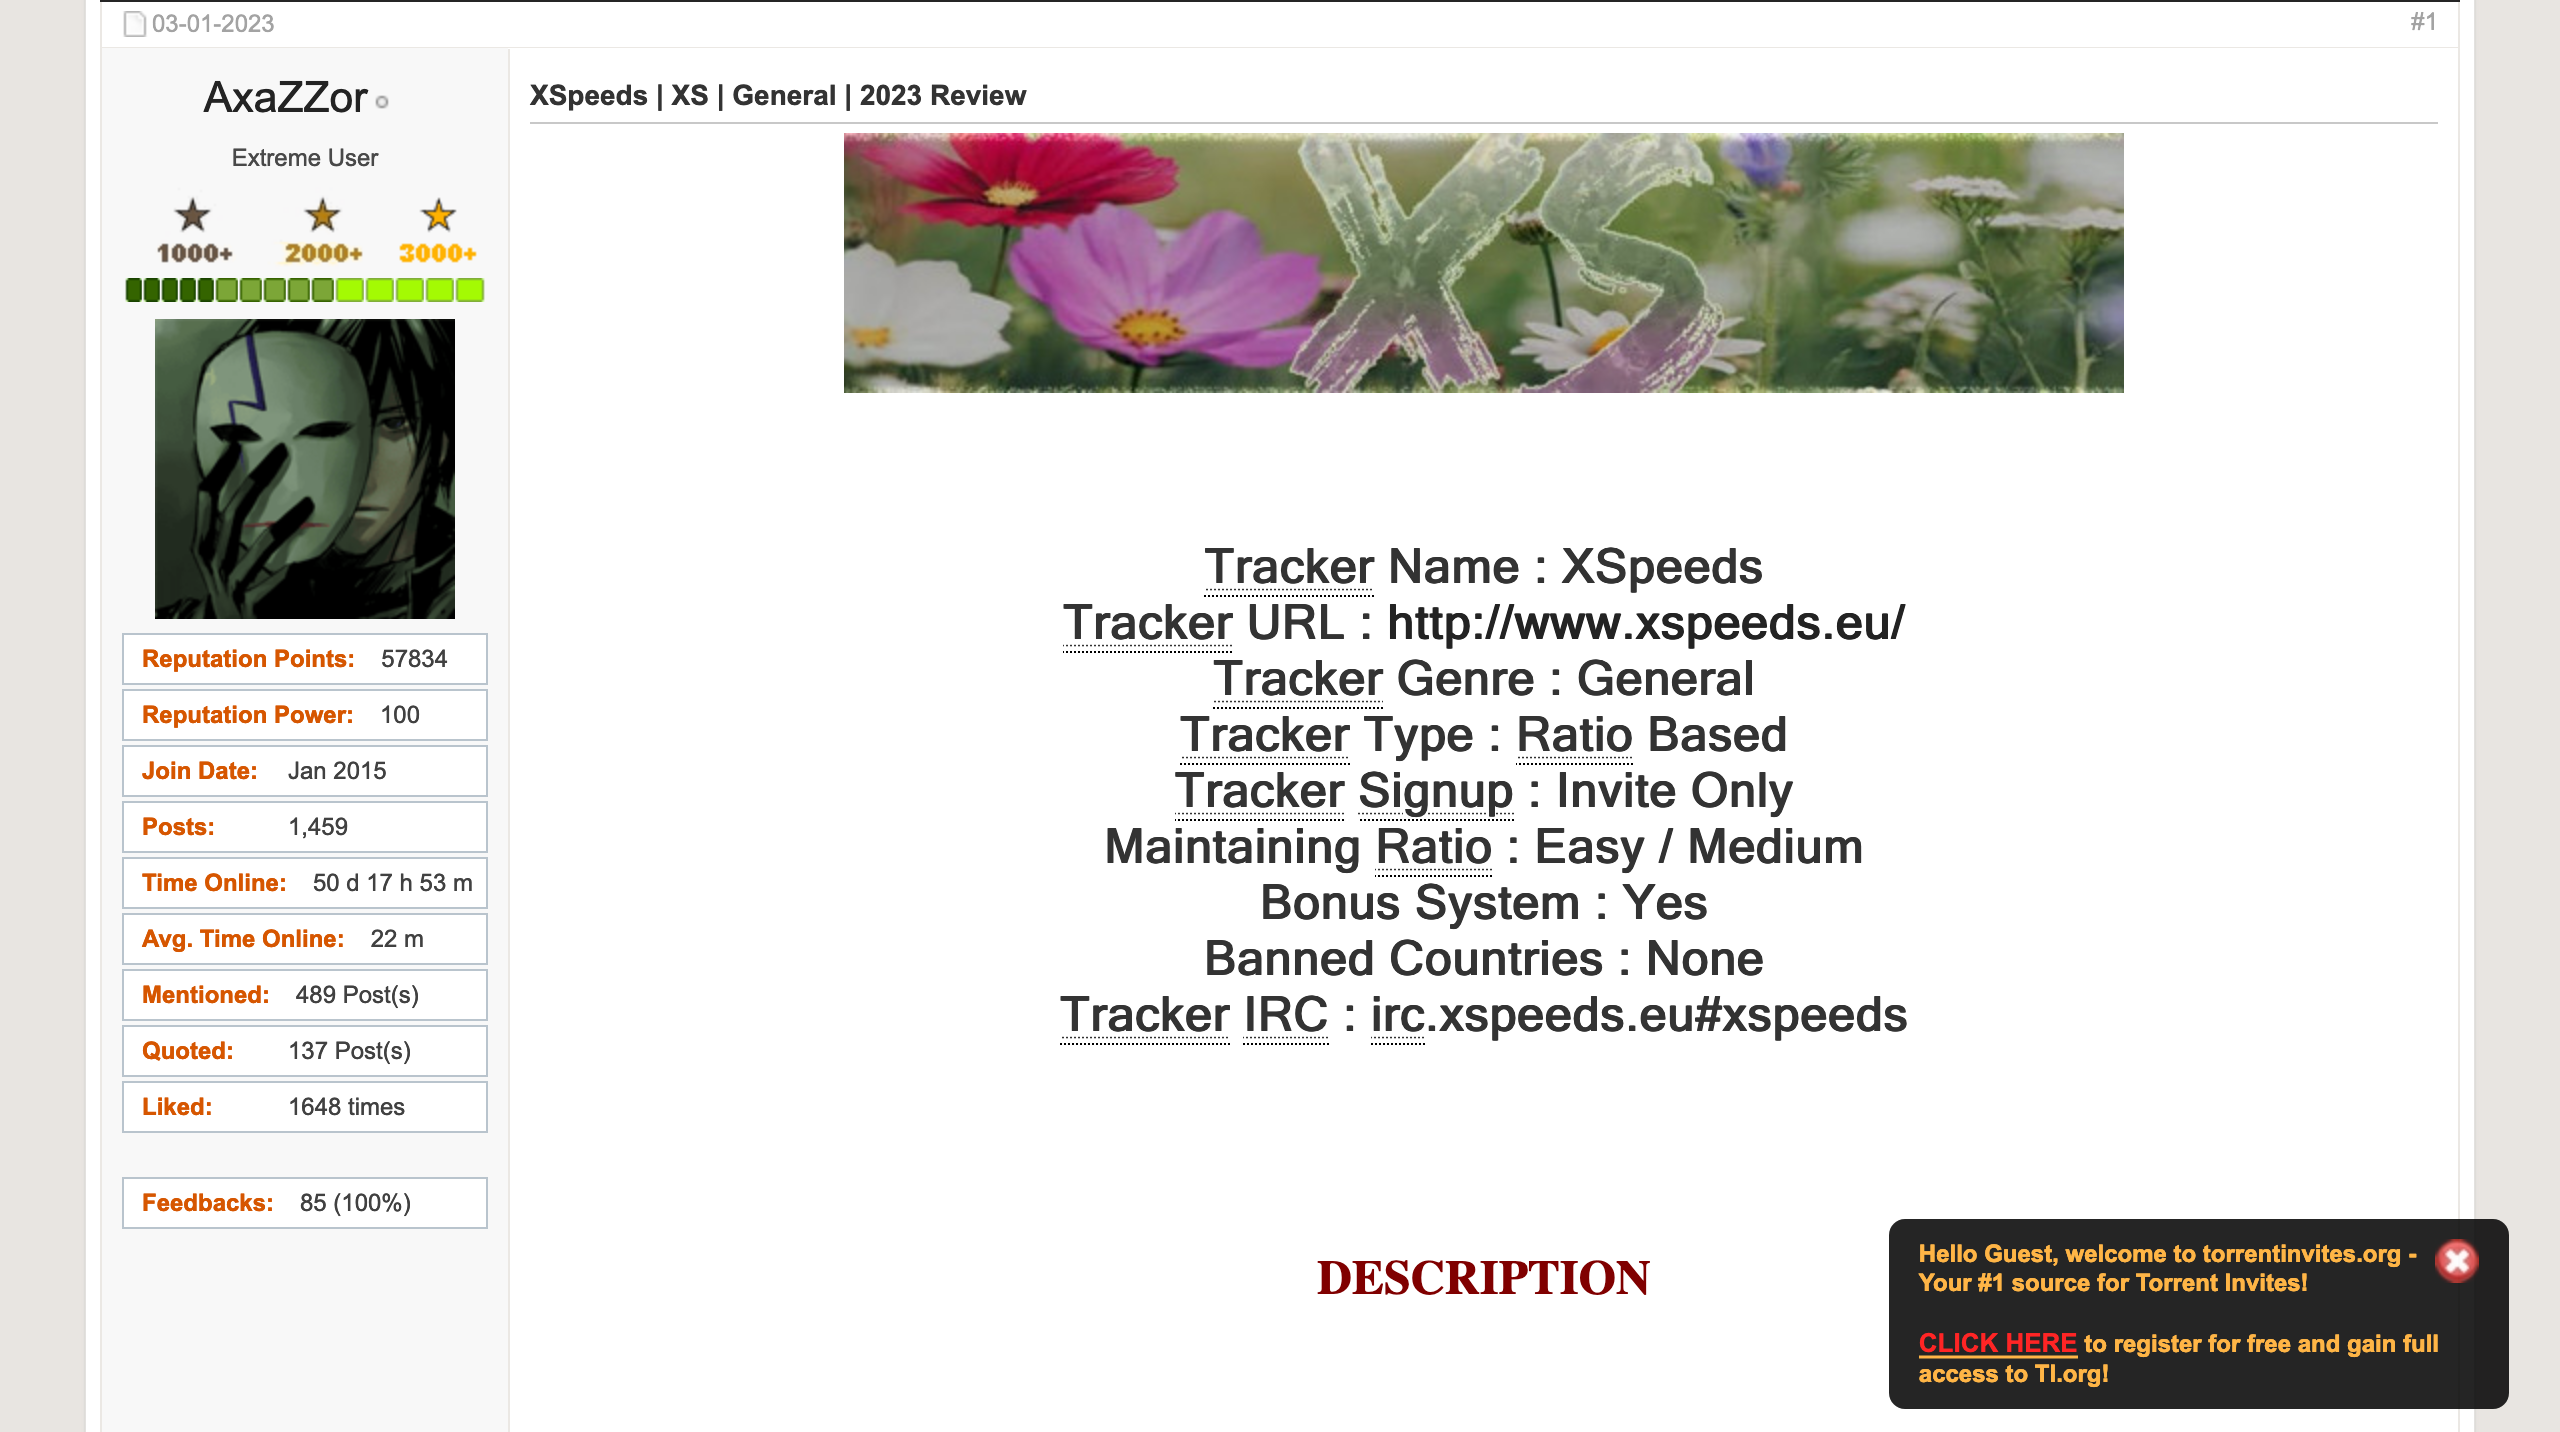 03-01-2023
#1
AxaZZor
Extreme User
1000+ 2000+ 3000+
Reputation Points: 57834
Reputation Power: 100
Join Date: Jan 2015
Posts: 1,459
Time Online: 50 d 17 h 53 m
Avg. Time Online: 22 m
Mentioned: 489 Post(s)
Quoted: 137 Post(s)
Liked: 1648 times
Feedbacks: 85 (100%)
XSpeeds | XS | General | 2023 Review
XS
Tracker Name : XSpeeds
Tracker URL : http://www.xspeeds.eu/
Tracker Genre : General
Tracker Type : Ratio Based
Tracker Signup : Invite Only
Maintaining Ratio : Easy / Medium
Bonus System : Yes
Banned Countries : None
Tracker IRC : irc.xspeeds.eu#xspeeds
DESCRIPTION
Hello Guest, welcome to torrentinvites.org -
Your #1 source for Torrent Invites!
CLICK HERE to register for free and gain full
access to TI.org!